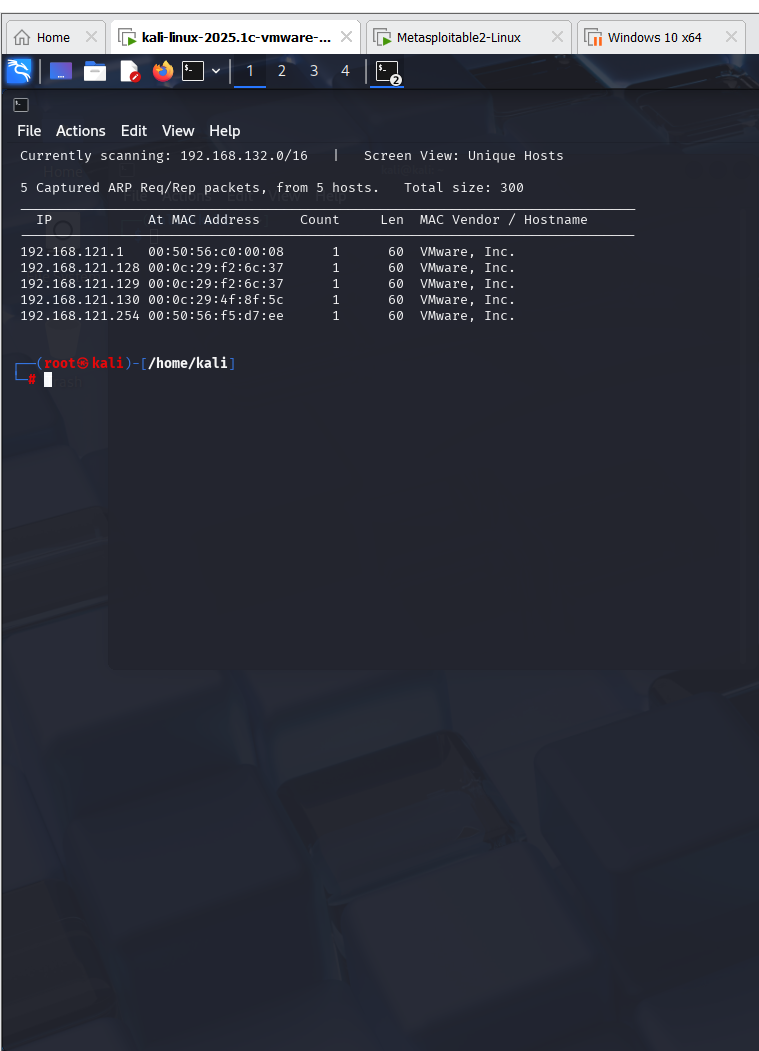 Home
kali-linux-2025.1c-vmware-...
Metasploitable2-Linux
Windows 10 x64
1 2 3 4
2
File Actions Edit View Help
Currently scanning: 192.168.132.0/16 | Screen View: Unique Hosts
5 Captured ARP Req/Rep packets, from 5 hosts. Total size: 300
IP At MAC Address Count Len MAC Vendor / Hostname
192.168.121.1 00:50:56:c0:00:08 1 60 VMware, Inc.
192.168.121.128 00:0c:29:f2:6c:37 1 60 VMware, Inc.
192.168.121.129 00:0c:29:f2:6c:37 1 60 VMware, Inc.
192.168.121.130 00:0c:29:4f:8f:5c 1 60 VMware, Inc.
192.168.121.254 00:50:56:f5:d7:ee 1 60 VMware, Inc.
┌──(root㉿kali)-[/home/kali]
└─#